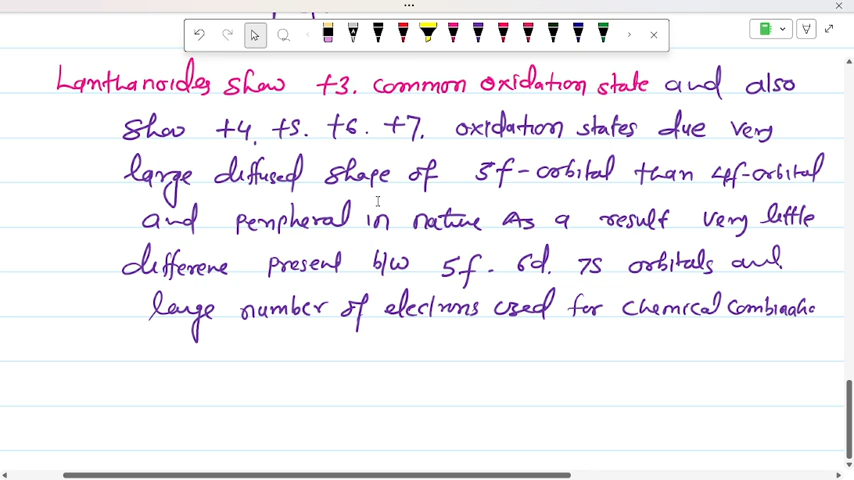 Lanthanoides show +3. common oxidation state and also
show +4. +5. +6. +7. oxidation states due very
large diffused shape of 5f-orbital than 4f-orbital
and peripheral in nature As a result very little
differene present b/w 5f. 6d. 7s orbitals and
large number of electrons used for chemical